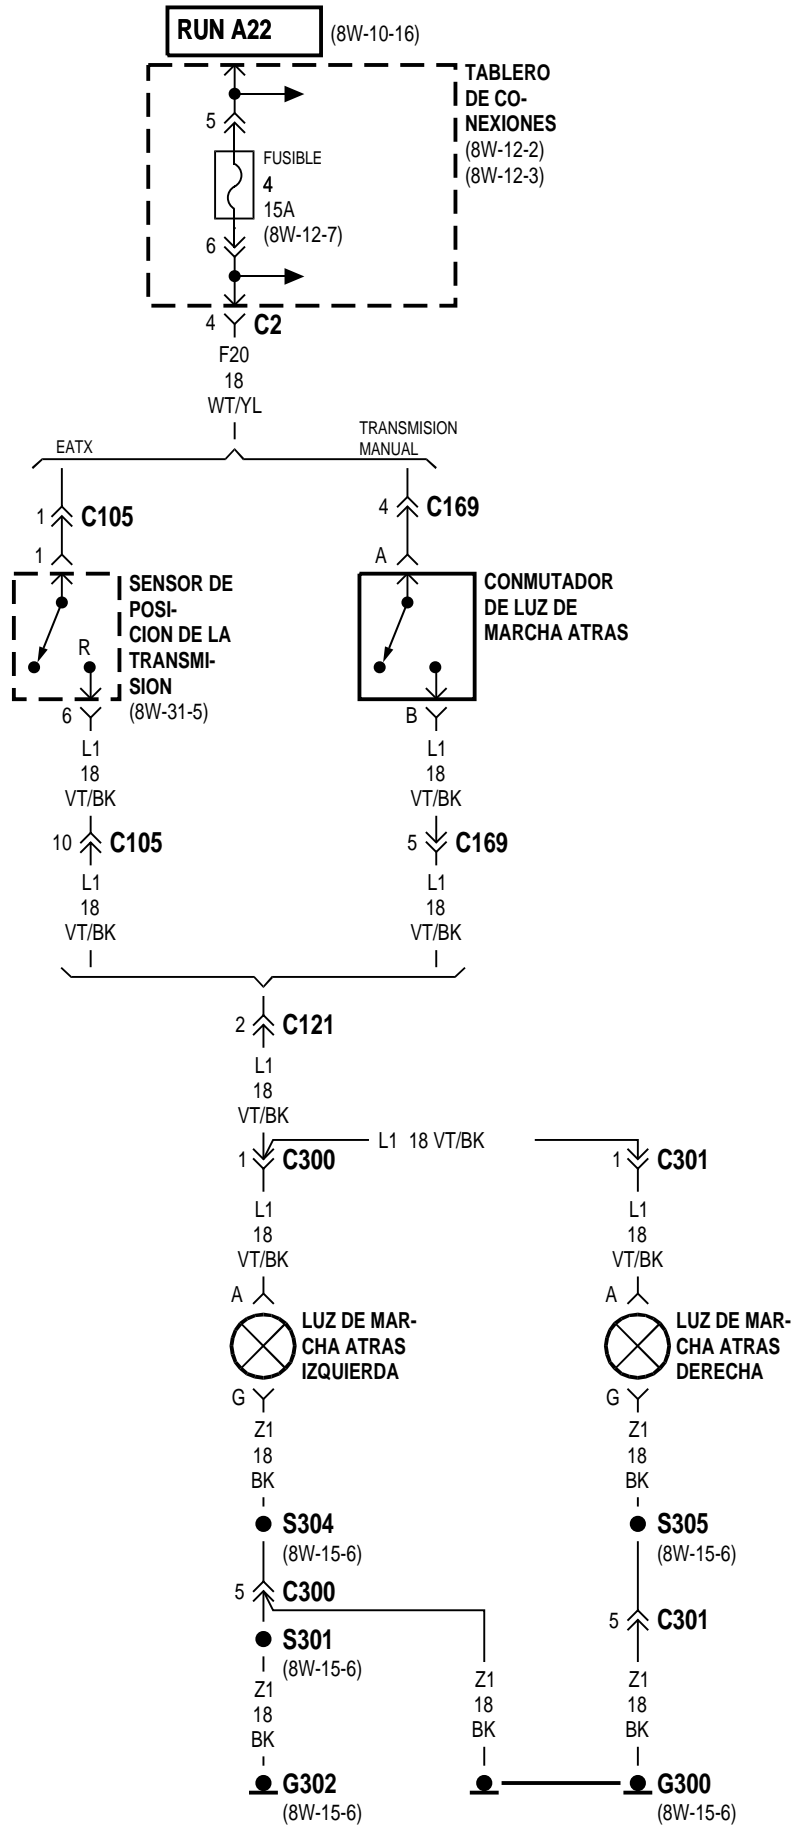 RUN A22
(8W-10-16)
TABLERO
DE CO-
NEXIONES
(8W-12-2)
(8W-12-3)
5
FUSIBLE
4
15A
(8W-12-7)
6
4
C2
F20
18
WT/YL
EATX
TRANSMISION
MANUAL
1
C105
4
C169
1
A
SENSOR DE
POSI-
CION DE LA
TRANSMI-
SION
(8W-31-5)
R
CONMUTADOR
DE LUZ DE
MARCHA ATRAS
6
B
L1
18
VT/BK
L1
18
VT/BK
10
C105
5
C169
L1
18
VT/BK
L1
18
VT/BK
2
C121
L1
18
VT/BK
L1 18 VT/BK
1
C300
1
C301
L1
18
VT/BK
L1
18
VT/BK
A
A
LUZ DE MAR-
CHA ATRAS
IZQUIERDA
LUZ DE MAR-
CHA ATRAS
DERECHA
G
G
Z1
18
BK
Z1
18
BK
S304
(8W-15-6)
S305
(8W-15-6)
5
C300
5
C301
S301
(8W-15-6)
Z1
18
BK
Z1
18
BK
Z1
18
BK
G302
(8W-15-6)
G300
(8W-15-6)